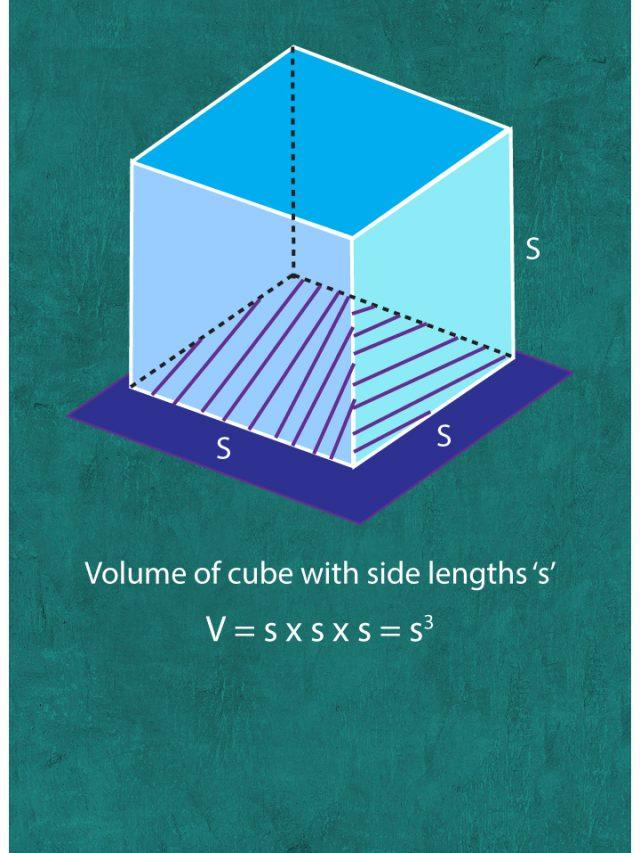 S
S
S
Volume of cube with side lengths ‘s’
V = s x s x s = s³